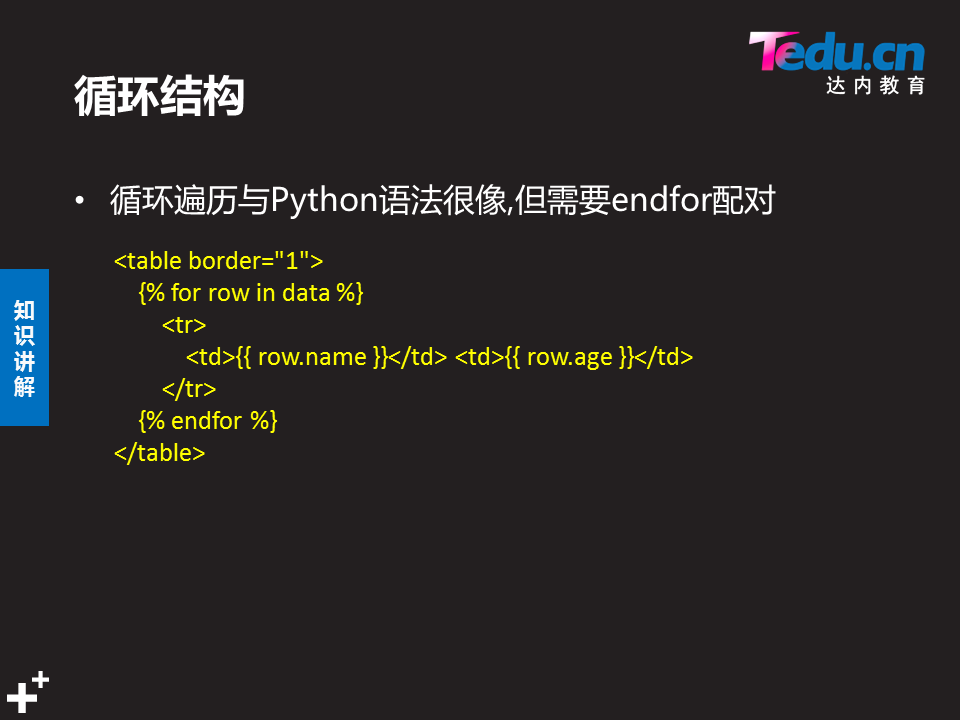 Tedu.cn
达内教育
循环结构
• 循环遍历与Python语法很像,但需要endfor配对
<table border="1">
{% for row in data %}
<tr>
<td>{{ row.name }}</td> <td>{{ row.age }}</td>
</tr>
{% endfor %}
</table>
知
识
讲
解